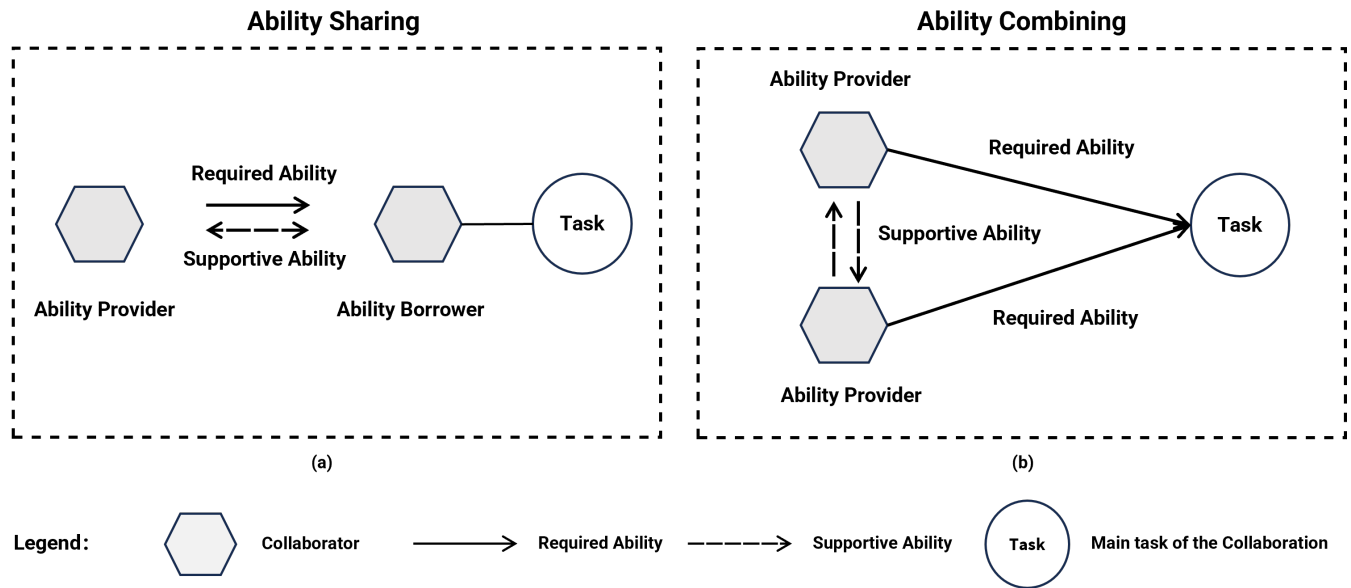 Ability Sharing
Required Ability
Supportive Ability
Task
Ability Provider
Ability Borrower
(a)
Ability Combining
Ability Provider
Required Ability
Supportive Ability
Task
Required Ability
Ability Provider
(b)
Legend:
Collaborator
Required Ability
Supportive Ability
Task
Main task of the Collaboration